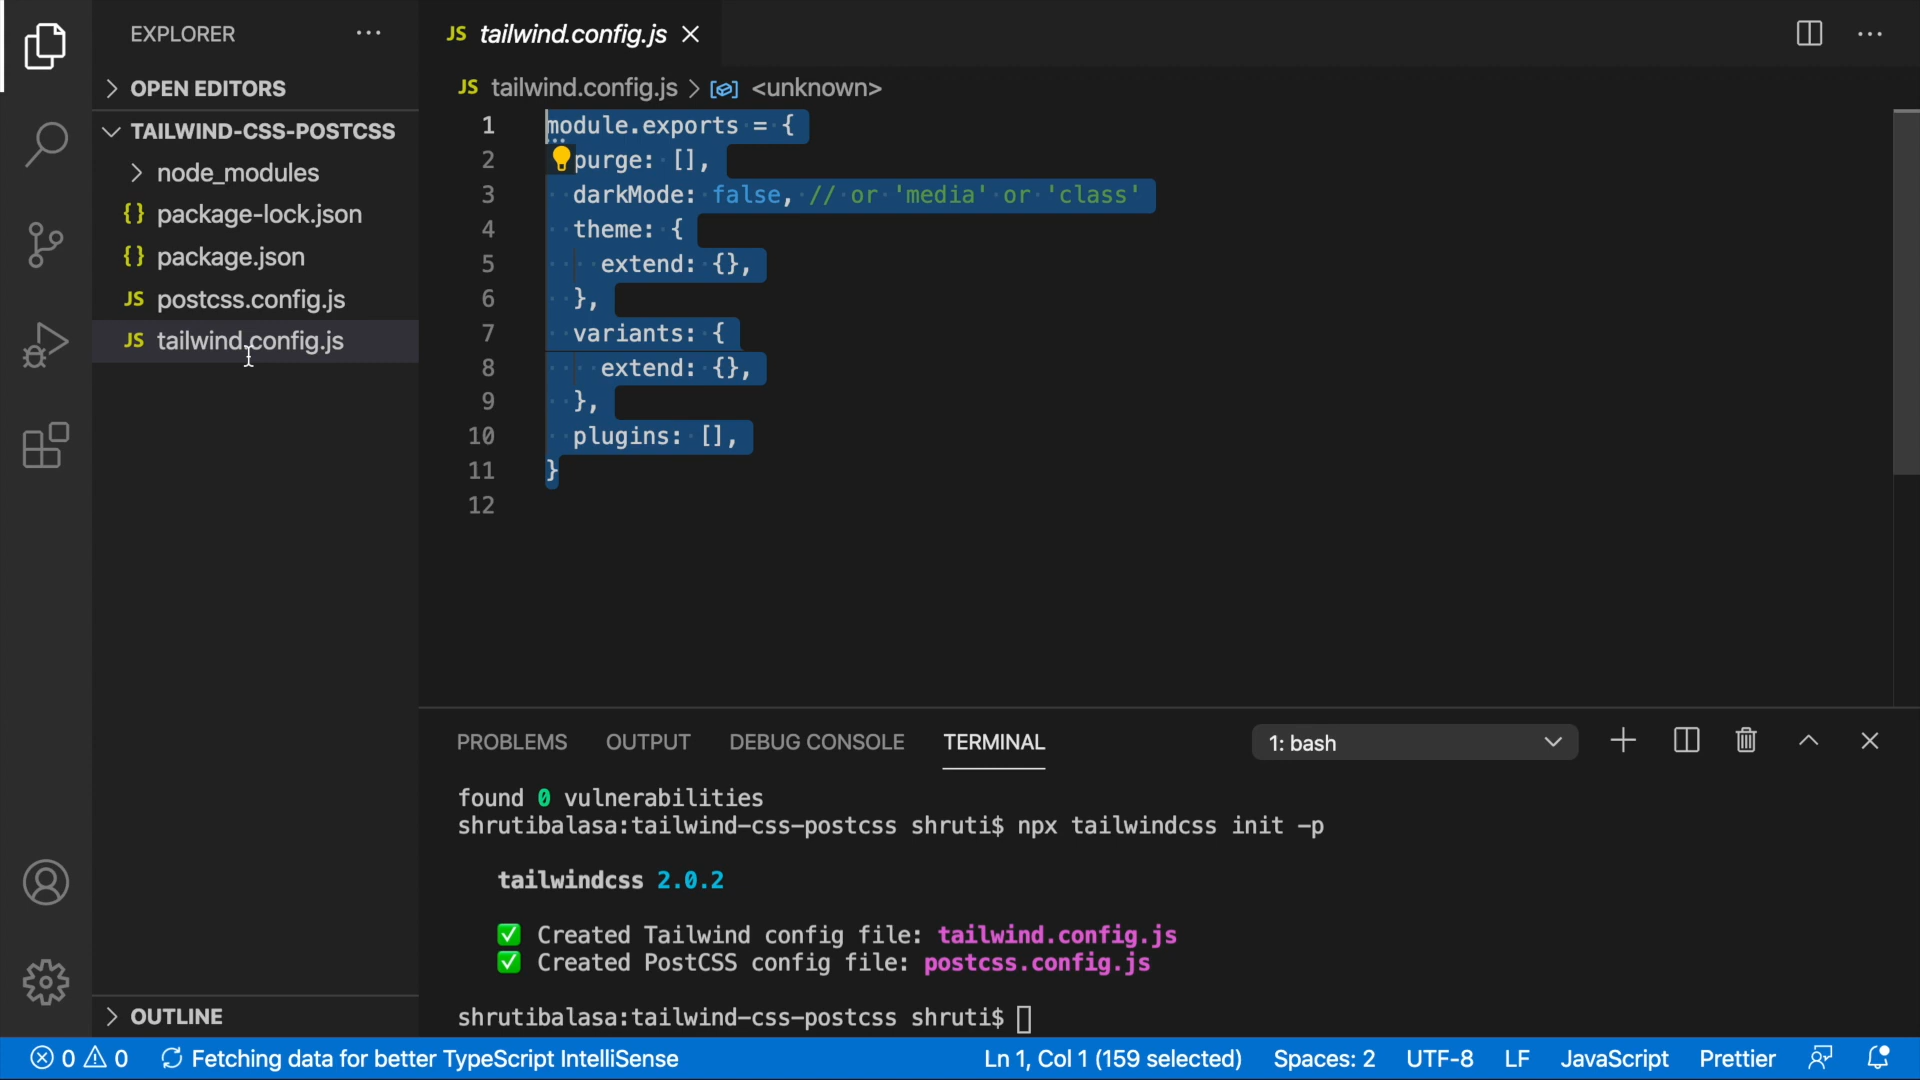 EXPLORER
OPEN EDITORS
TAILWIND-CSS-POSTCSS
node_modules
{} package-lock.json
{} package.json
JS postcss.config.js
JS tailwind.config.js
OUTLINE
JS tailwind.config.js
JS tailwind.config.js > <unknown>
1 module.exports = {
2 purge: [],
3 darkMode: false, // or 'media' or 'class'
4 theme: {
5 extend: {},
6 },
7 variants: {
8 extend: {},
9 },
10 plugins: [],
11 }
12
PROBLEMS OUTPUT DEBUG CONSOLE TERMINAL 1: bash
found 0 vulnerabilities
shrutibalasa:tailwind-css-postcss shruti$ npx tailwindcss init -p
tailwindcss 2.0.2
✅ Created Tailwind config file: tailwind.config.js
✅ Created PostCSS config file: postcss.config.js
shrutibalasa:tailwind-css-postcss shruti$
0 0 Fetching data for better TypeScript IntelliSense Ln 1, Col 1 (159 selected) Spaces: 2 UTF-8 LF JavaScript Prettier